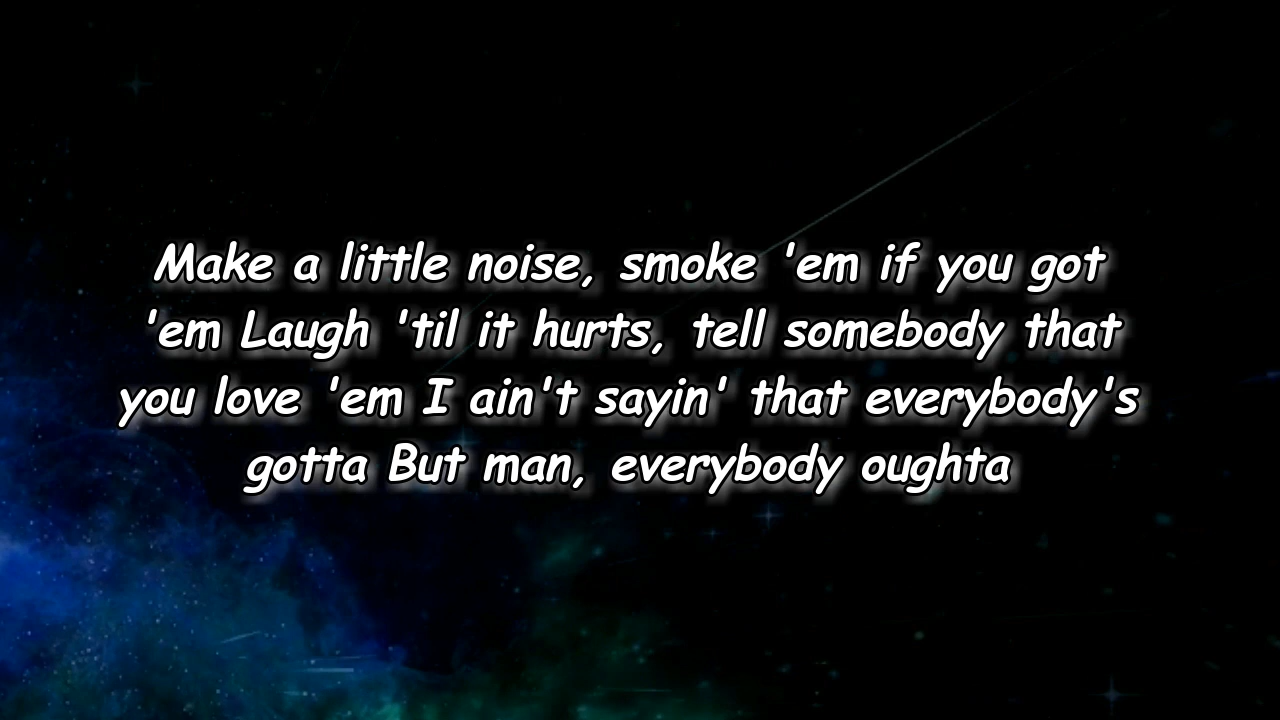 Make a little noise, smoke 'em if you got
'em Laugh 'til it hurts, tell somebody that
you love 'em I ain't sayin' that everybody's
gotta But man, everybody oughta